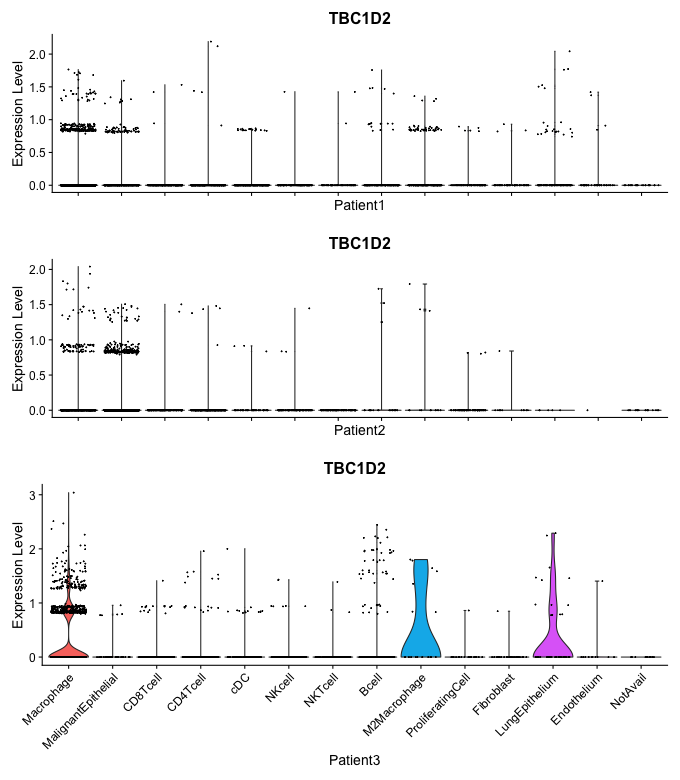 TBC1D2
Expression Level
2.0
1.5
1.0
0.5
0.0
Patient1
TBC1D2
Expression Level
2.0
1.5
1.0
0.5
0.0
Patient2
TBC1D2
Expression Level
3
2
1
0
Macrophage
MalignantEpithelial
CD8Tcell
CD4Tcell
cDC
NKcell
NKTcell
Bcell
M2Macrophage
ProliferatingCell
Fibroblast
LungEpithelium
Endothelium
NotAvail
Patient3